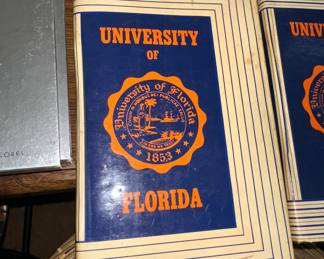 UNIVERSITY
OF
University of Florida
1853
FLORIDA
UNIV